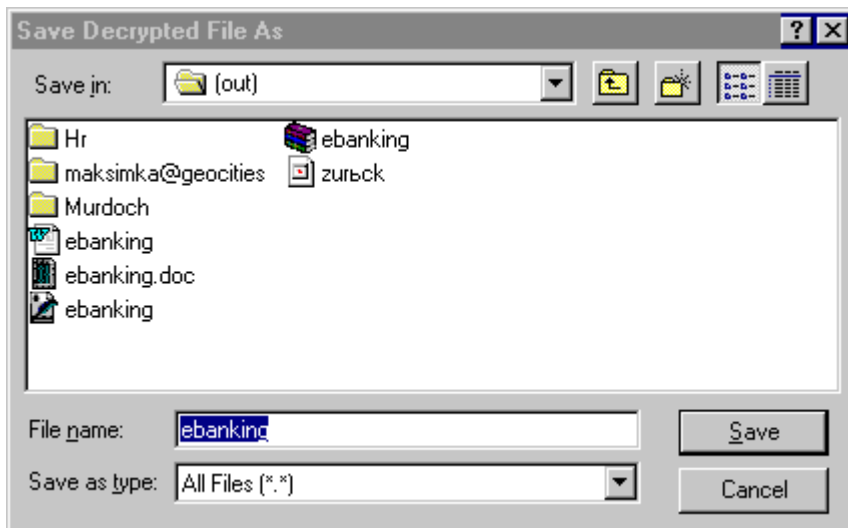 Save Decrypted File As
Save in: (out)
Hr
maksimka@geocities
Murdoch
ebanking
ebanking.doc
ebanking
ebanking
zurьck
File name: ebanking
Save
Save as type: All Files (*.*)
Cancel